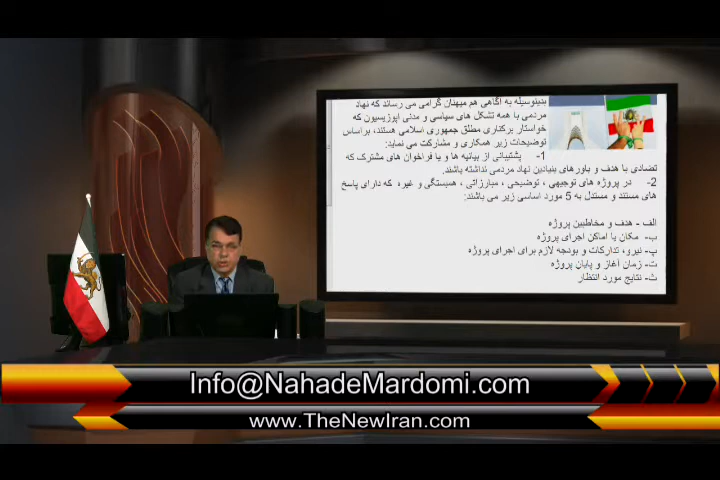 بدینوسیله به آگاهی هم میهنان گرامی می رساند که نهاد
مردمی با همه تشکل های سیاسی و مدنی اپوزیسیون که
خواستار برکناری مطلق جمهوری اسلامی هستند، براساس
توضیحات زیر همکاری و مشارکت می نماید:
1- پشتیبانی از بیانیه ها و یا فراخوان های مشترک که
تضادی با هدف و باورهای بنیادین نهاد مردمی نداشته باشند.
2- در پروژه های توجیهی ، توضیحی ، مبارزاتی ، همبستگی و غیره که دارای پاسخ
های مستند و مستدل به 5 مورد اساسی زیر می باشند:
الف - هدف و مخاطبین پروژه
ب- مکان یا اماکن اجرای پروژه
پ- نیرو، تدارکات و بودجه لازم برای اجرای پروژه
ت- زمان آغاز و پایان پروژه
ث- نتایج مورد انتظار
Info@NahadeMardomi.com
www.TheNewIran.com